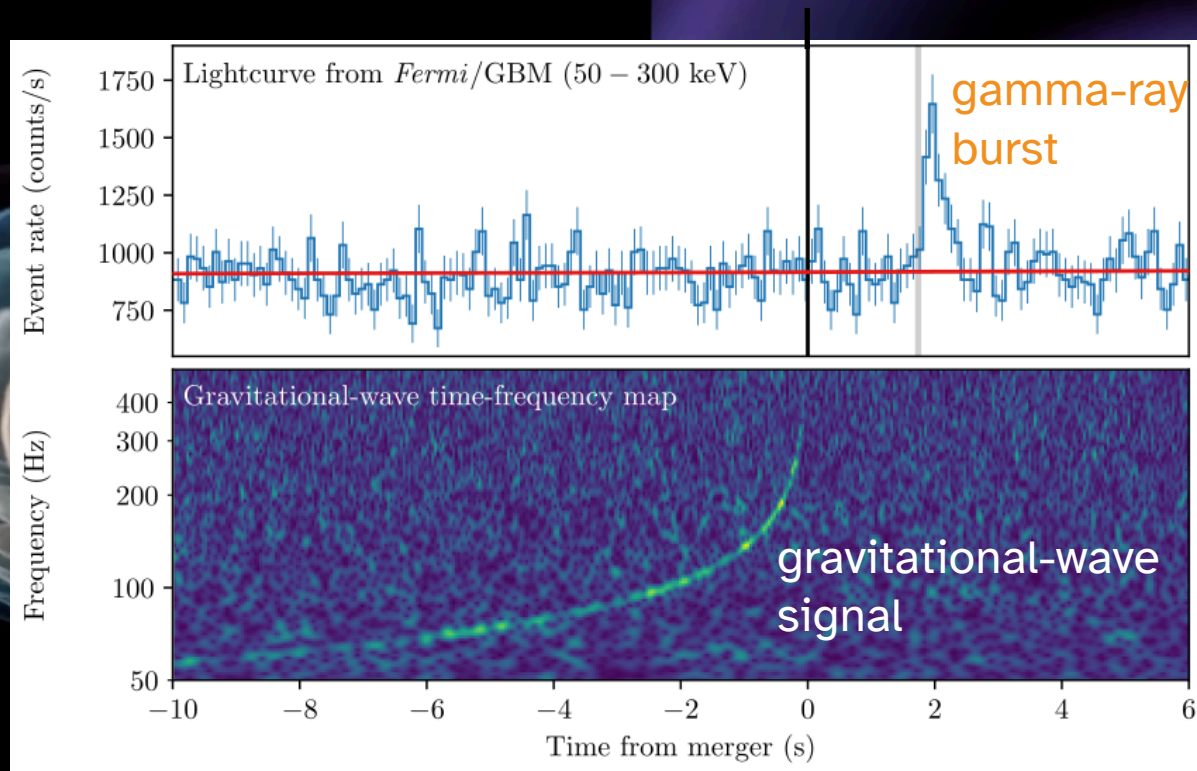 Lightcurve from Fermi/GBM (50 – 300 keV)
gamma-ray
burst
Event rate (counts/s)
1750
1500
1250
1000
750
Gravitational-wave time-frequency map
gravitational-wave
signal
Frequency (Hz)
400
300
200
100
50
−10 −8 −6 −4 −2 0 2 4 6
Time from merger (s)